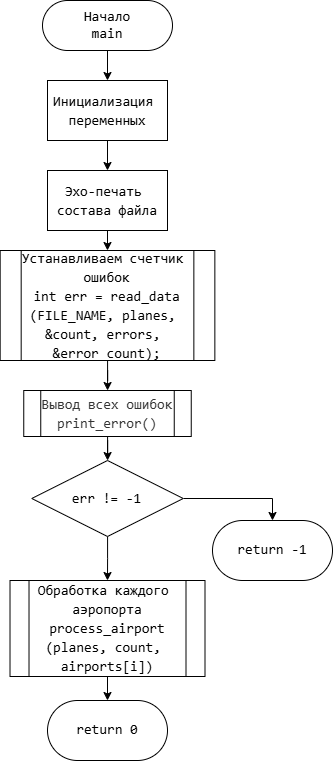 Начало
main
Инициализация
переменных
Эхо-печать
состава файла
Устанавливаем счетчик
ошибок
int err = read_data
(FILE_NAME, planes,
&count, errors,
&error_count);
Вывод всех ошибок
print_error()
err != -1
return -1
Обработка каждого
аэропорта
process_airport
(planes, count,
airports[i])
return 0